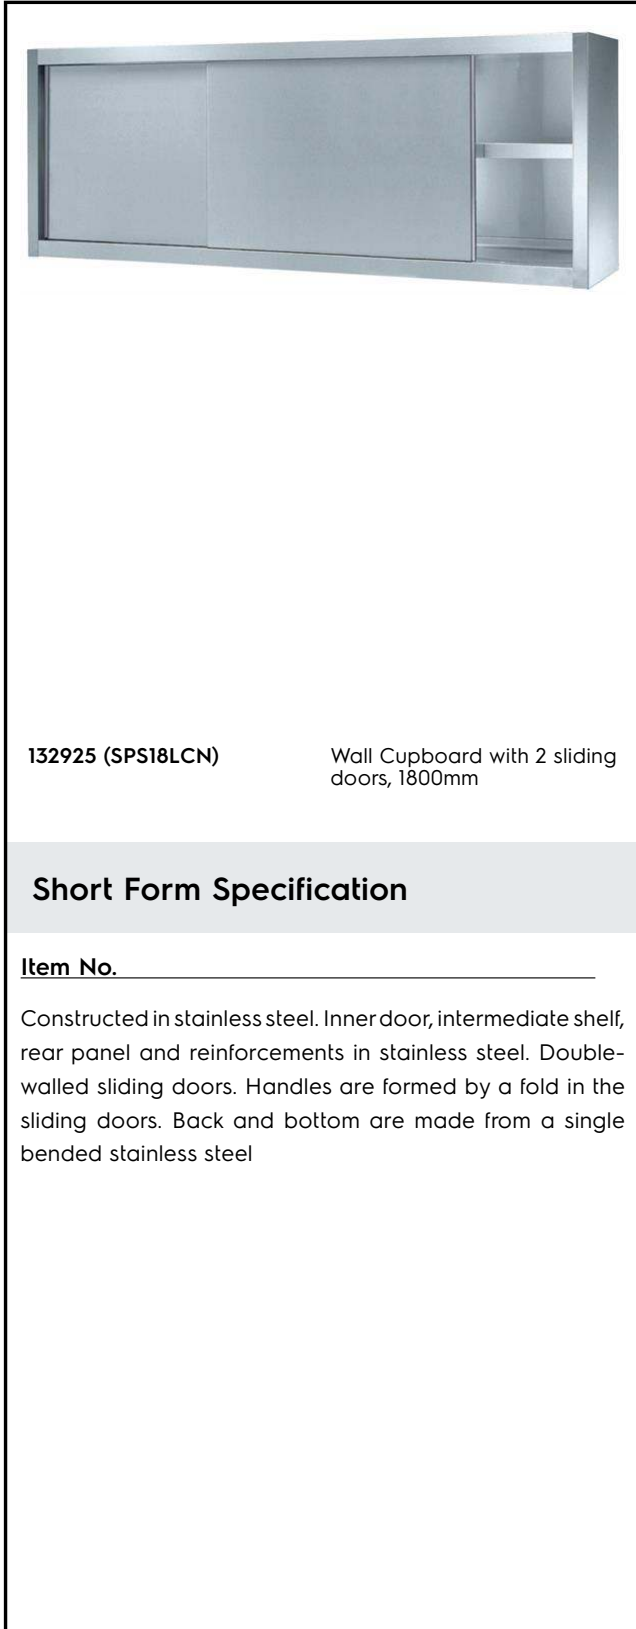 132925 (SPS18LCN)
Wall Cupboard with 2 sliding
doors, 1800mm
Short Form Specification
Item No.
Constructed in stainless steel. Inner door, intermediate shelf,
rear panel and reinforcements in stainless steel. Double-
walled sliding doors. Handles are formed by a fold in the
sliding doors. Back and bottom are made from a single
bended stainless steel